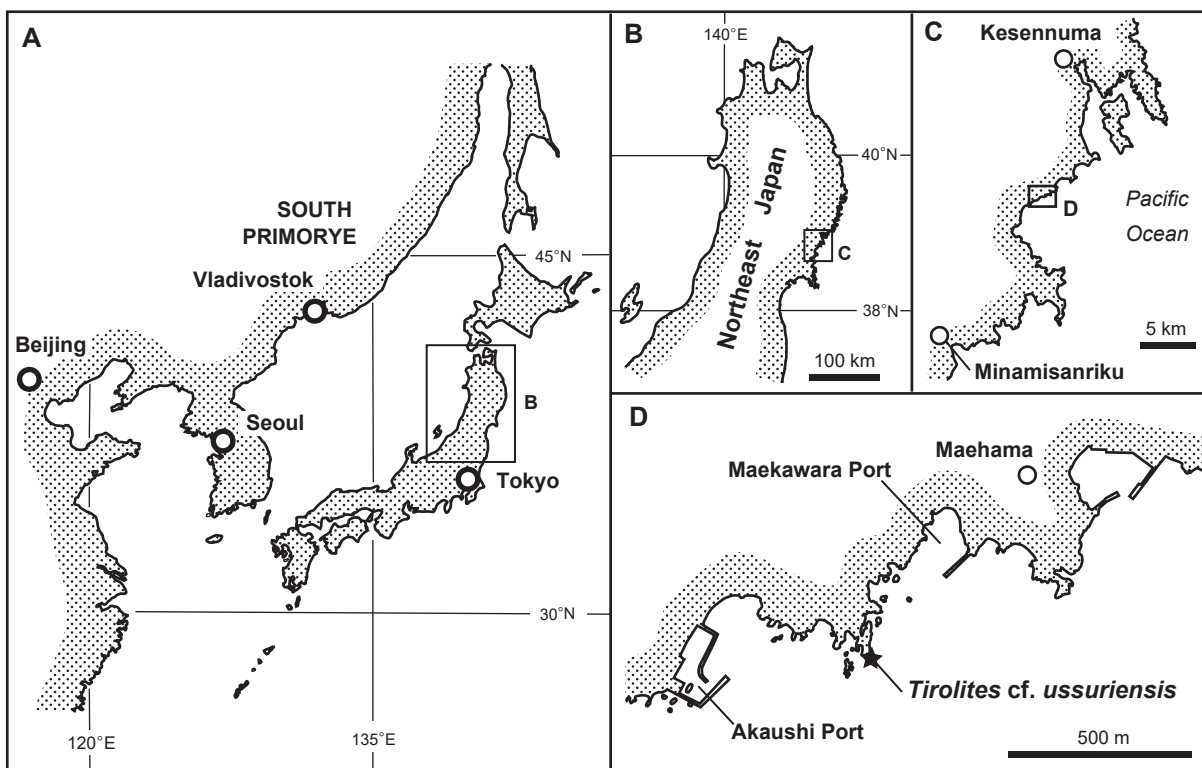 A
SOUTH
PRIMORYE
45°N
Vladivostok
Beijing
B
Seoul
Tokyo
30°N
120°E
135°E
B
140°E
40°N
Northeast Japan
C
38°N
100 km
C
Kesennuma
D
Pacific
Ocean
5 km
Minamisanriku
D
Maehama
Maekawara Port
Tirolites cf. ussuriensis
Akaushi Port
500 m